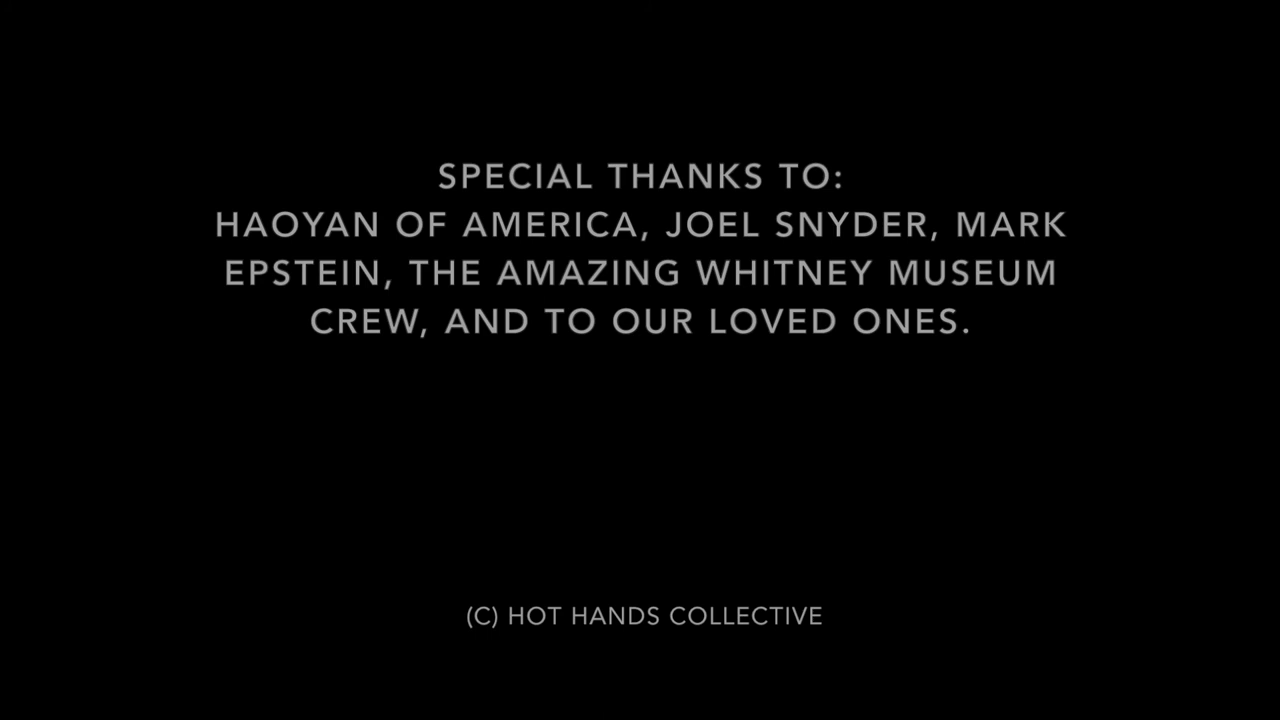 SPECIAL THANKS TO:
HAOYAN OF AMERICA, JOEL SNYDER, MARK
EPSTEIN, THE AMAZING WHITNEY MUSEUM
CREW, AND TO OUR LOVED ONES.
(C) HOT HANDS COLLECTIVE